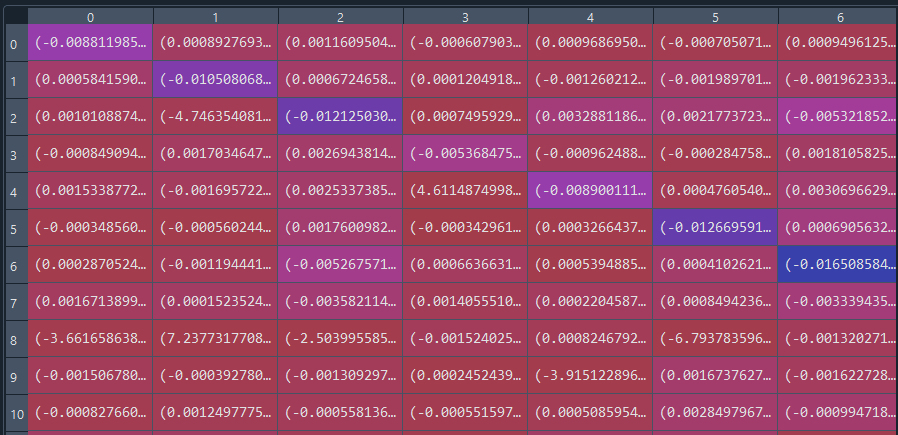 0 1 2 3 4 5 6
0 (-0.008811985… (0.0008927693… (0.0011609504… (-0.000607903… (0.0009686950… (-0.000705071… (0.0009496125…
1 (0.0005841590… (-0.010508068… (0.0006724658… (0.0001204918… (-0.001260212… (-0.001989701… (-0.001962333…
2 (0.0010108874… (-4.746354081… (-0.012125030… (0.0007495929… (0.0032881186… (0.0021773723… (-0.005321852…
3 (-0.000849094… (0.0017034647… (0.0026943814… (-0.005368475… (-0.000962488… (-0.000284758… (0.0018105825…
4 (0.0015338772… (-0.001695722… (0.0025337385… (4.6114874998… (-0.008900111… (0.0004760540… (0.0030696629…
5 (-0.000348560… (-0.000560244… (0.0017600982… (-0.000342961… (0.0003266437… (-0.012669591… (0.0006905632…
6 (0.0002870524… (-0.001194441… (-0.005267571… (0.0006636631… (0.0005394885… (0.0004102621… (-0.016508584…
7 (0.0016713899… (0.0001523524… (-0.003582114… (0.0014055510… (0.0002204587… (0.0008494236… (-0.003339435…
8 (-3.661658638… (7.2377317708… (-2.503995585… (-0.001524025… (0.0008246792… (-6.793783596… (-0.001320271…
9 (-0.001506780… (-0.000392780… (-0.001309297… (0.0002452439… (-3.915122896… (0.0016737627… (-0.001622728…
10 (-0.000827660… (0.0012497775… (-0.000558136… (-0.000551597… (0.0005085954… (0.0028497967… (-0.000994718…